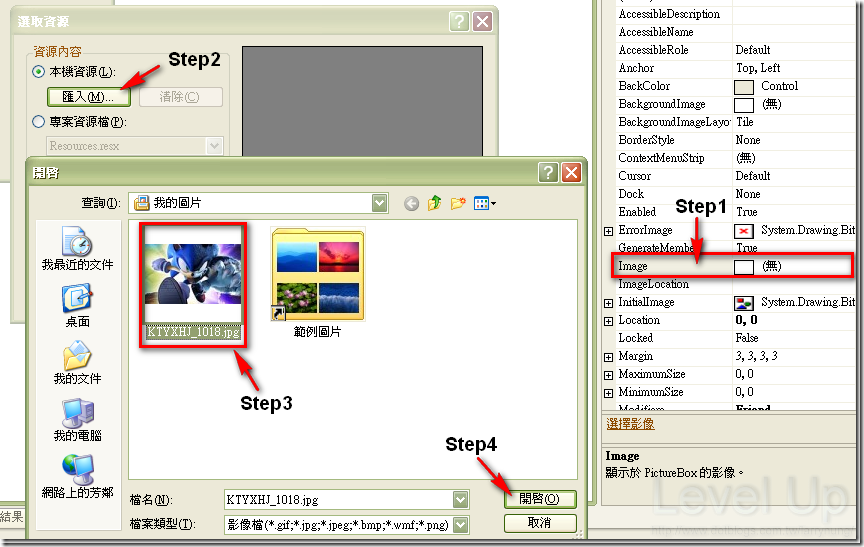 選取資源
資源內容
本機資源(L):
Step2
匯入(M)...
清除(C)
專案資源檔(P):
Resources.resx
開啓
查詢(I):
我的圖片
我最近的文件
桌面
我的文件
我的電腦
網路上的芳鄰
KTYXHJ_1018.jpg
範例圖片
Step3
Step4
檔名(N):
KTYXHJ_1018.jpg
開啓(O)
檔案類型(T):
影像檔(*.gif;*.jpg;*.jpeg;*.bmp;*.wmf;*.png)
取消
結果
AccessibleDescription
AccessibleName
AccessibleRole Default
Anchor Top, Left
BackColor Control
BackgroundImage (無)
BackgroundImageLayou Tile
BorderStyle None
ContextMenuStrip (無)
Cursor Default
Dock None
Step1
Enabled True
ErrorImage System.Drawing.Bit
GenerateMember True
Image (無)
ImageLocation
InitialImage System.Drawing.Bit
Location 0, 0
Locked False
Margin 3, 3, 3, 3
MaximumSize 0, 0
MinimumSize 0, 0
Modifiers Friend
選擇影像
Image
顯示於 PictureBox 的影像。
Level Up